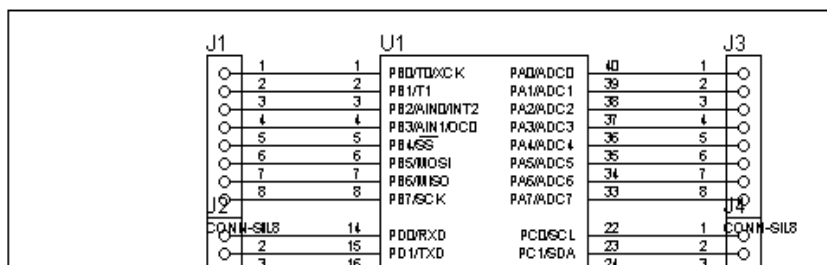 J1 U1 J3
1 1 PB0/T0/XCK PA0/ADC0 40 1
2 2 PB1/T1 PA1/ADC1 39 2
3 3 PB2/AIN0/INT2 PA2/ADC2 38 3
4 4 PB3/AIN1/OC0 PA3/ADC3 37 4
5 5 PB4/SS PA4/ADC4 36 5
6 6 PB5/MOSI PA5/ADC5 35 6
7 7 PB6/MISO PA6/ADC6 34 7
8 8 PB7/SCK PA7/ADC7 33 8
J2 J4
CONN-SIL8 CONN-SIL8
14 PD0/RXD PC0/SCL 22 1
2 15 PD1/TXD PC1/SDA 23 2
3 16 24 3